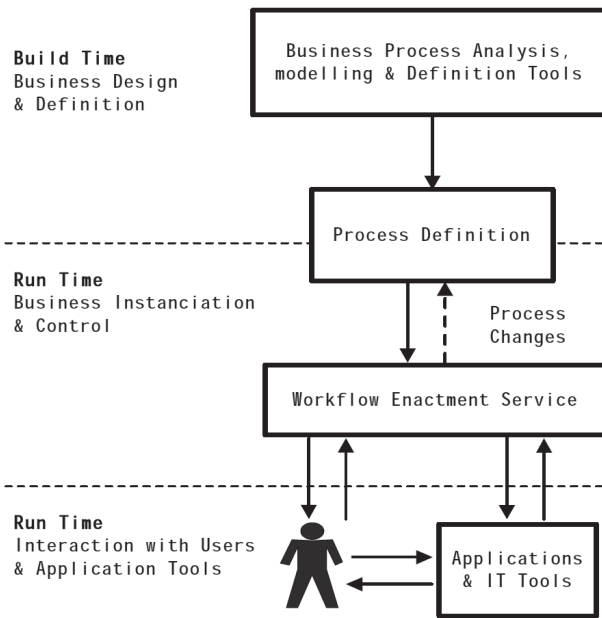 Build Time
Business Design
& Definition
Business Process Analysis,
modelling & Definition Tools
Process Definition
Run Time
Business Instanciation
& Control
Process
Changes
Workflow Enactment Service
Run Time
Interaction with Users
& Application Tools
Applications
& IT Tools